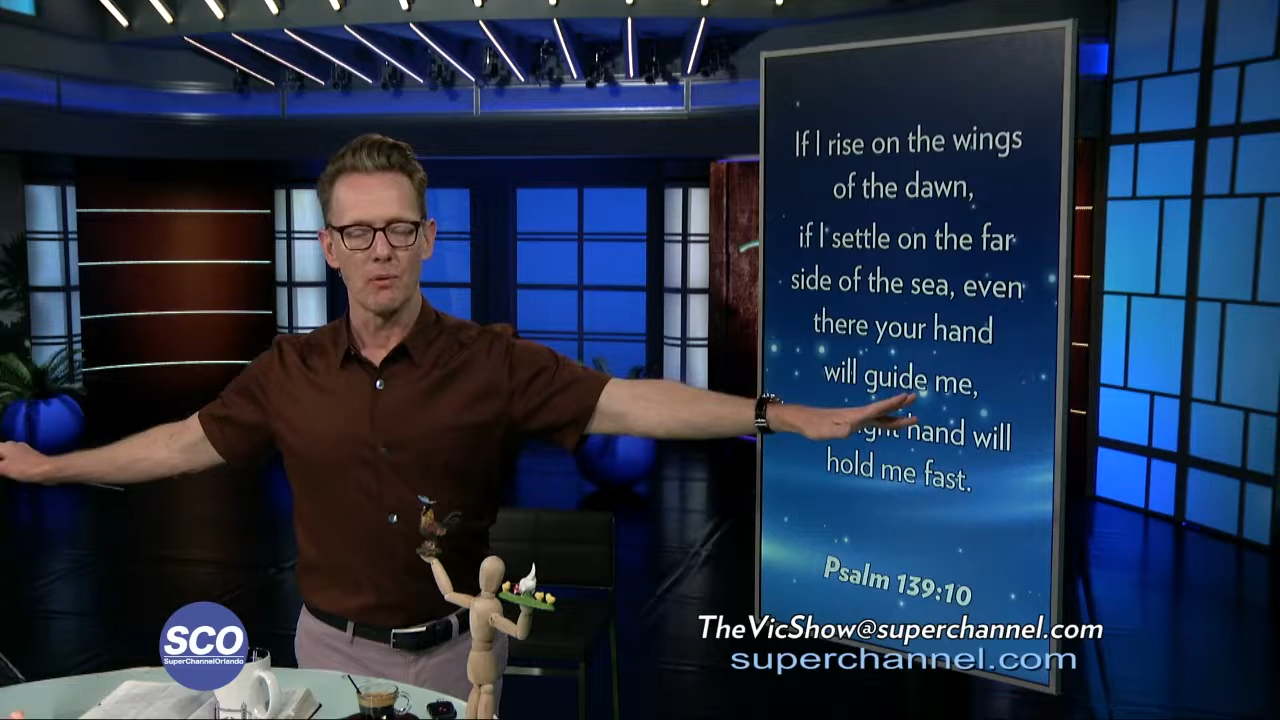 If I rise on the wings
of the dawn,
if I settle on the far
side of the sea, even
there your hand
will guide me,
hand will
hold me fast.
Psalm 139:10
TheVicShow@superchannel.com
superchannel.com
SCO
SuperChannelOrlando